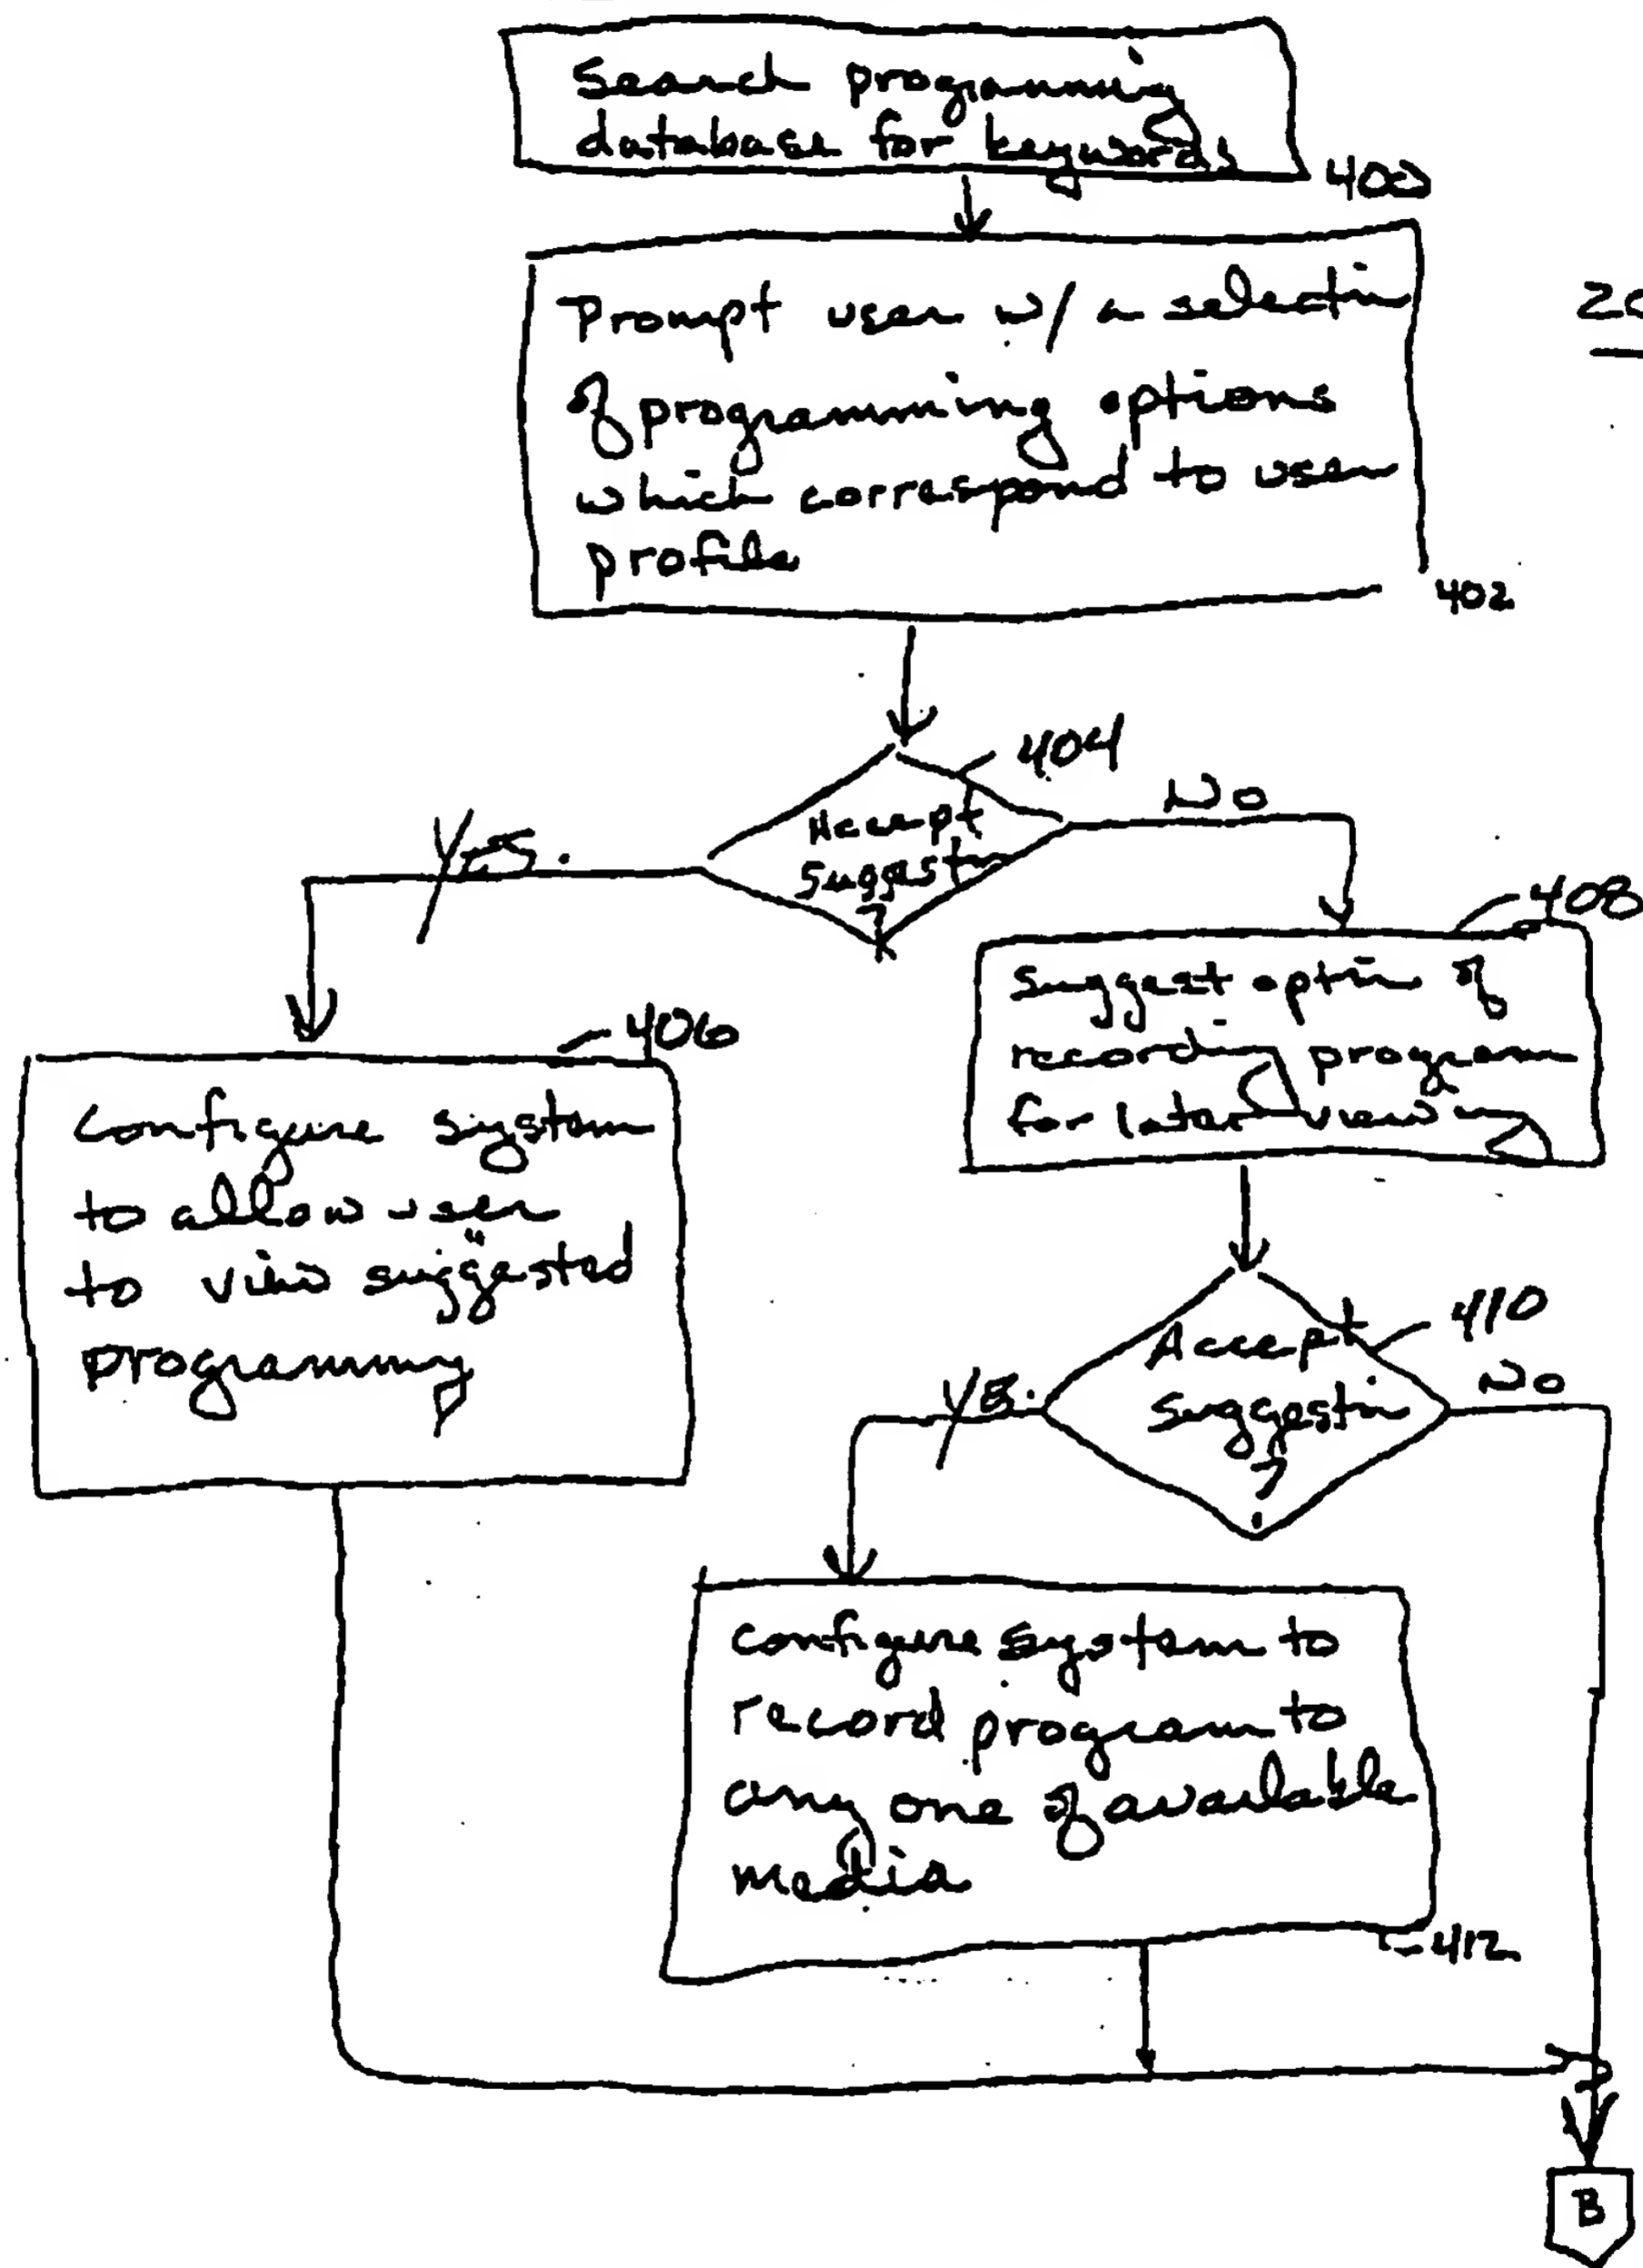 Search programming
database for keywords
400
Prompt user w/ a selection
of programming options
which correspond to user
profile
402
404
Accept
Suggestn
?
Yes.
No
408
Suggest option of
recording program
for later viewing
406
Configure system
to allow user
to view suggested
programming
410
Accept
suggestion
?
Yes.
No
configure system to
record program to
any one of available
media
412
B